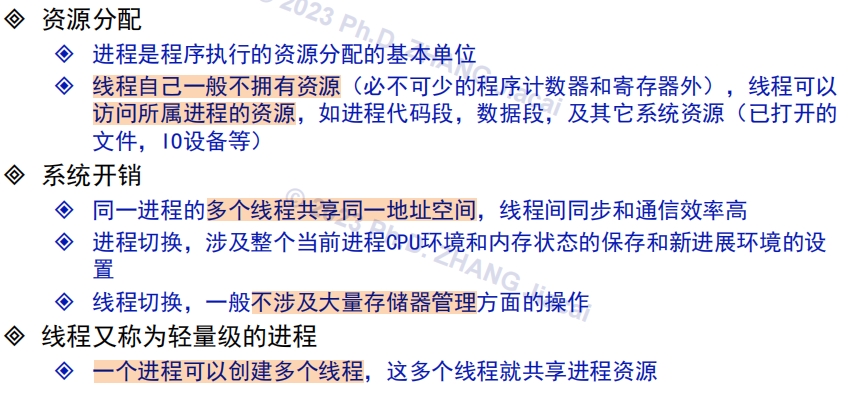 资源分配
进程是程序执行的资源分配的基本单位
线程自己一般不拥有资源（必不可少的程序计数器和寄存器外），线程可以
访问所属进程的资源，如进程代码段，数据段，及其它系统资源（已打开的
文件，IO设备等）
系统开销
同一进程的多个线程共享同一地址空间，线程间同步和通信效率高
进程切换，涉及整个当前进程CPU环境和内存状态的保存和新进展环境的设
置
线程切换，一般不涉及大量存储器管理方面的操作
线程又称为轻量级的进程
一个进程可以创建多个线程，这多个线程就共享进程资源
2023 Ph.D. ZHANG
© 2023 Ph.D. ZHANG